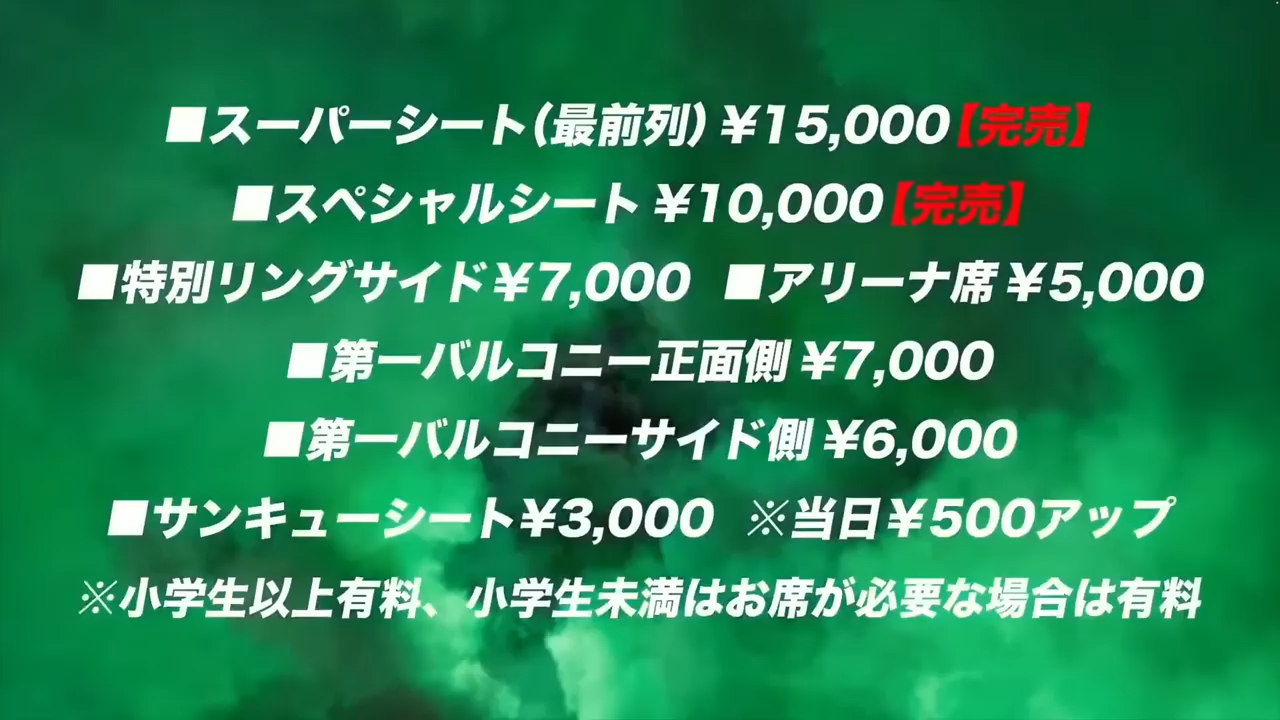 ■スーパーシート(最前列) ¥15,000【完売】
■スペシャルシート ¥10,000【完売】
■特別リングサイド¥7,000 ■アリーナ席¥5,000
■第一バルコニー正面側 ¥7,000
■第一バルコニーサイド側 ¥6,000
■サンキューシート¥3,000 ※当日¥500アップ
※小学生以上有料、小学生未満はお席が必要な場合は有料